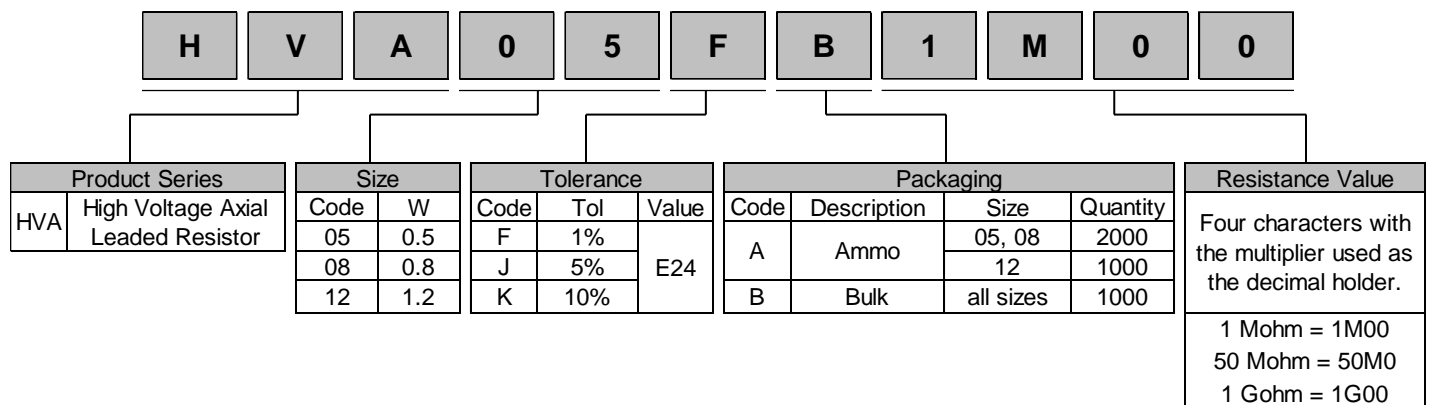 H V A 0 5 F B 1 M 0 0
Product Series
HVA High Voltage Axial
Leaded Resistor
Size
Code W
05 0.5
08 0.8
12 1.2
Tolerance
Code Tol Value
F 1%
J 5% E24
K 10%
Packaging
Code Description Size Quantity
A Ammo 05, 08 2000
12 1000
B Bulk all sizes 1000
Resistance Value
Four characters with
the multiplier used as
the decimal holder.
1 Mohm = 1M00
50 Mohm = 50M0
1 Gohm = 1G00